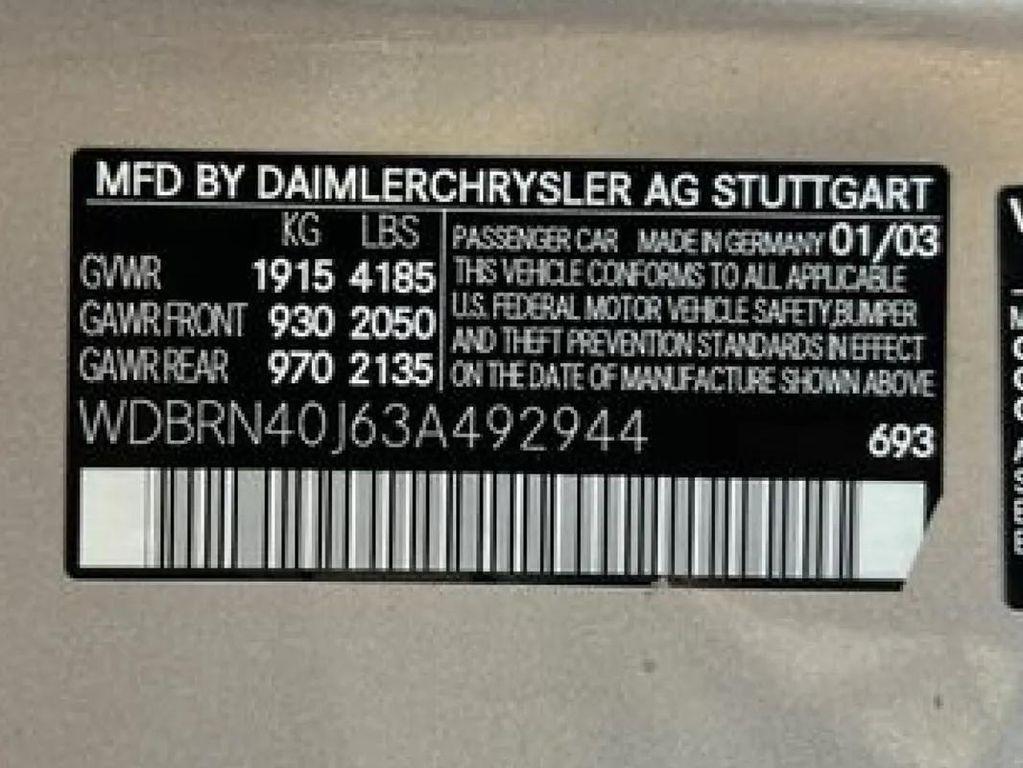 MFD BY DAIMLERCHRYSLER AG STUTTGART
KG LBS
GVWR 1915 4185
GAWR FRONT 930 2050
GAWR REAR 970 2135
PASSENGER CAR MADE IN GERMANY 01/03
THIS VEHICLE CONFORMS TO ALL APPLICABLE
U.S. FEDERAL MOTOR VEHICLE SAFETY,BUMPER
AND THEFT PREVENTION STANDARDS IN EFFECT
ON THE DATE OF MANUFACTURE SHOWN ABOVE
WDBRN40J63A492944
693